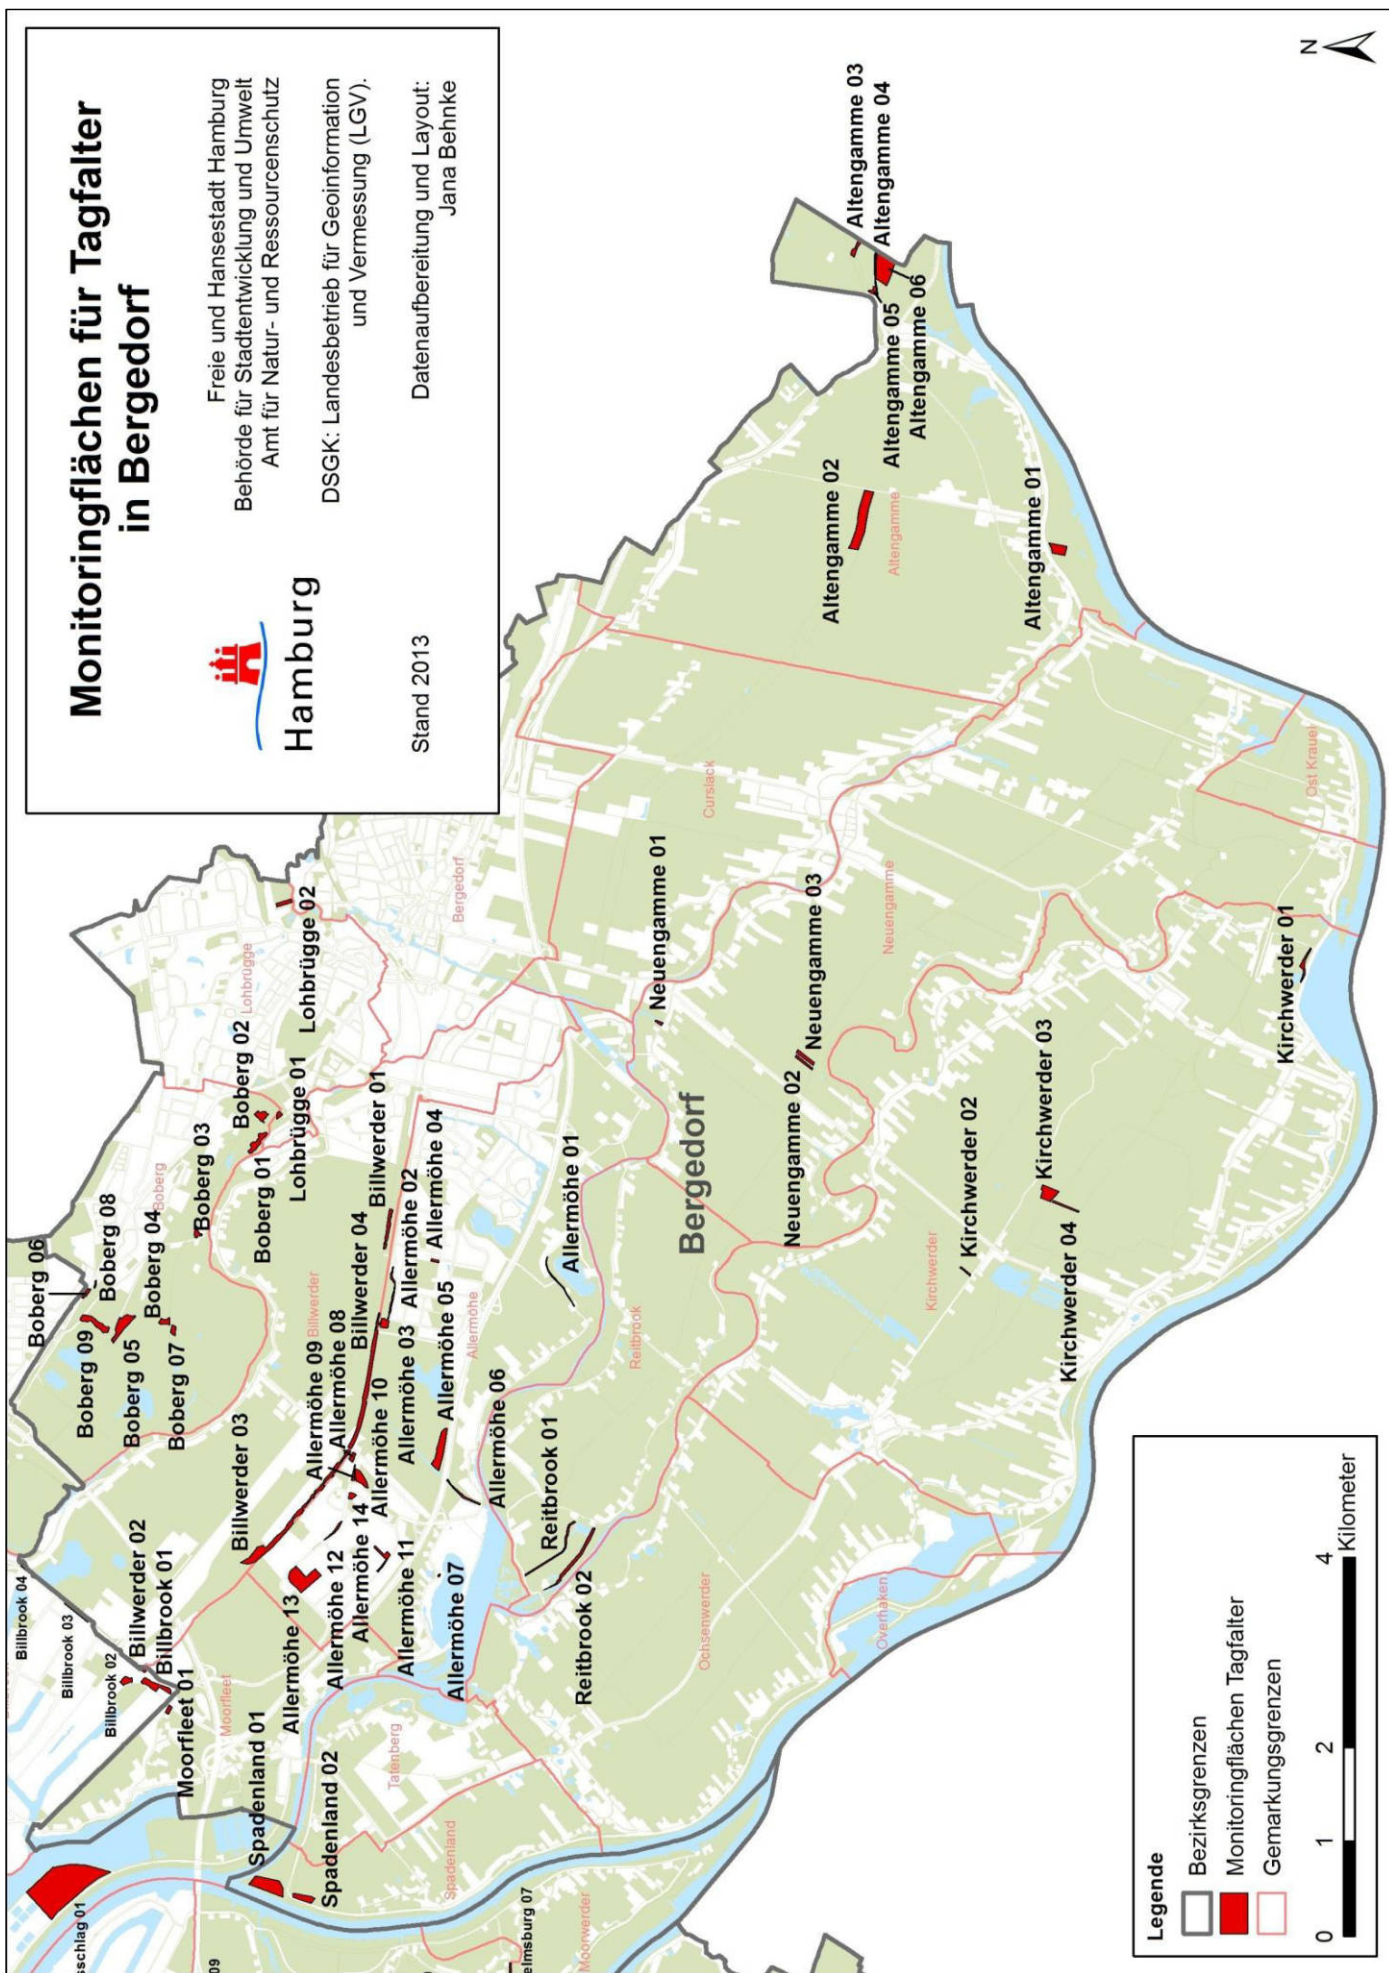 Monitoringflächen für Tagfalter
in Bergedorf
Freie und Hansestadt Hamburg
Behörde für Stadtentwicklung und Umwelt
Amt für Natur- und Ressourcenschutz
DSGK: Landesbetrieb für Geoinformation
und Vermessung (LGV).
Datenaufbereitung und Layout:
Jana Behnke
Hamburg
Stand 2013
N
Billbrook 04
Billbrook 03
Billbrook 02
Billwerder 02
Billbrook 01
Moorfleet 01
Moorfleet
Boberg 06
Boberg 08
Boberg 09
Boberg 04
Boberg 05
Boberg 07
Boberg
Boberg 03
Boberg 02
Boberg 01
Lohbrügge 01
Lohbrügge
Lohbrügge 02
Bergedorf
Billwerder 03
Billwerder
Billwerder 01
Billwerder 04
Allermöhe 02
Allermöhe 04
Allermöhe 09
Allermöhe 08
Allermöhe 10
Allermöhe 03
Allermöhe 05
Allermöhe
Allermöhe 01
Allermöhe 06
Allermöhe 14
Allermöhe 13
Allermöhe 12
Allermöhe 11
Allermöhe 07
Spadenland 01
Spadenland 02
Tatenberg
Spadenland
sschlag 01
09
elmsburg 07
Moorwerder
Reitbrook 01
Reitbrook 02
Reitbrook
Ochsenwerder
Overhaken
Bergedorf
Neuengamme 01
Neuengamme 02
Neuengamme 03
Neuengamme
Curslack
Altengamme 03
Altengamme 04
Altengamme 05
Altengamme 06
Altengamme 02
Altengamme
Altengamme 01
Ost Krauel
Kirchwerder 01
Kirchwerder 02
Kirchwerder 03
Kirchwerder 04
Kirchwerder
Legende
Bezirksgrenzen
Monitoringflächen Tagfalter
Gemarkungsgrenzen
0 1 2 4
Kilometer